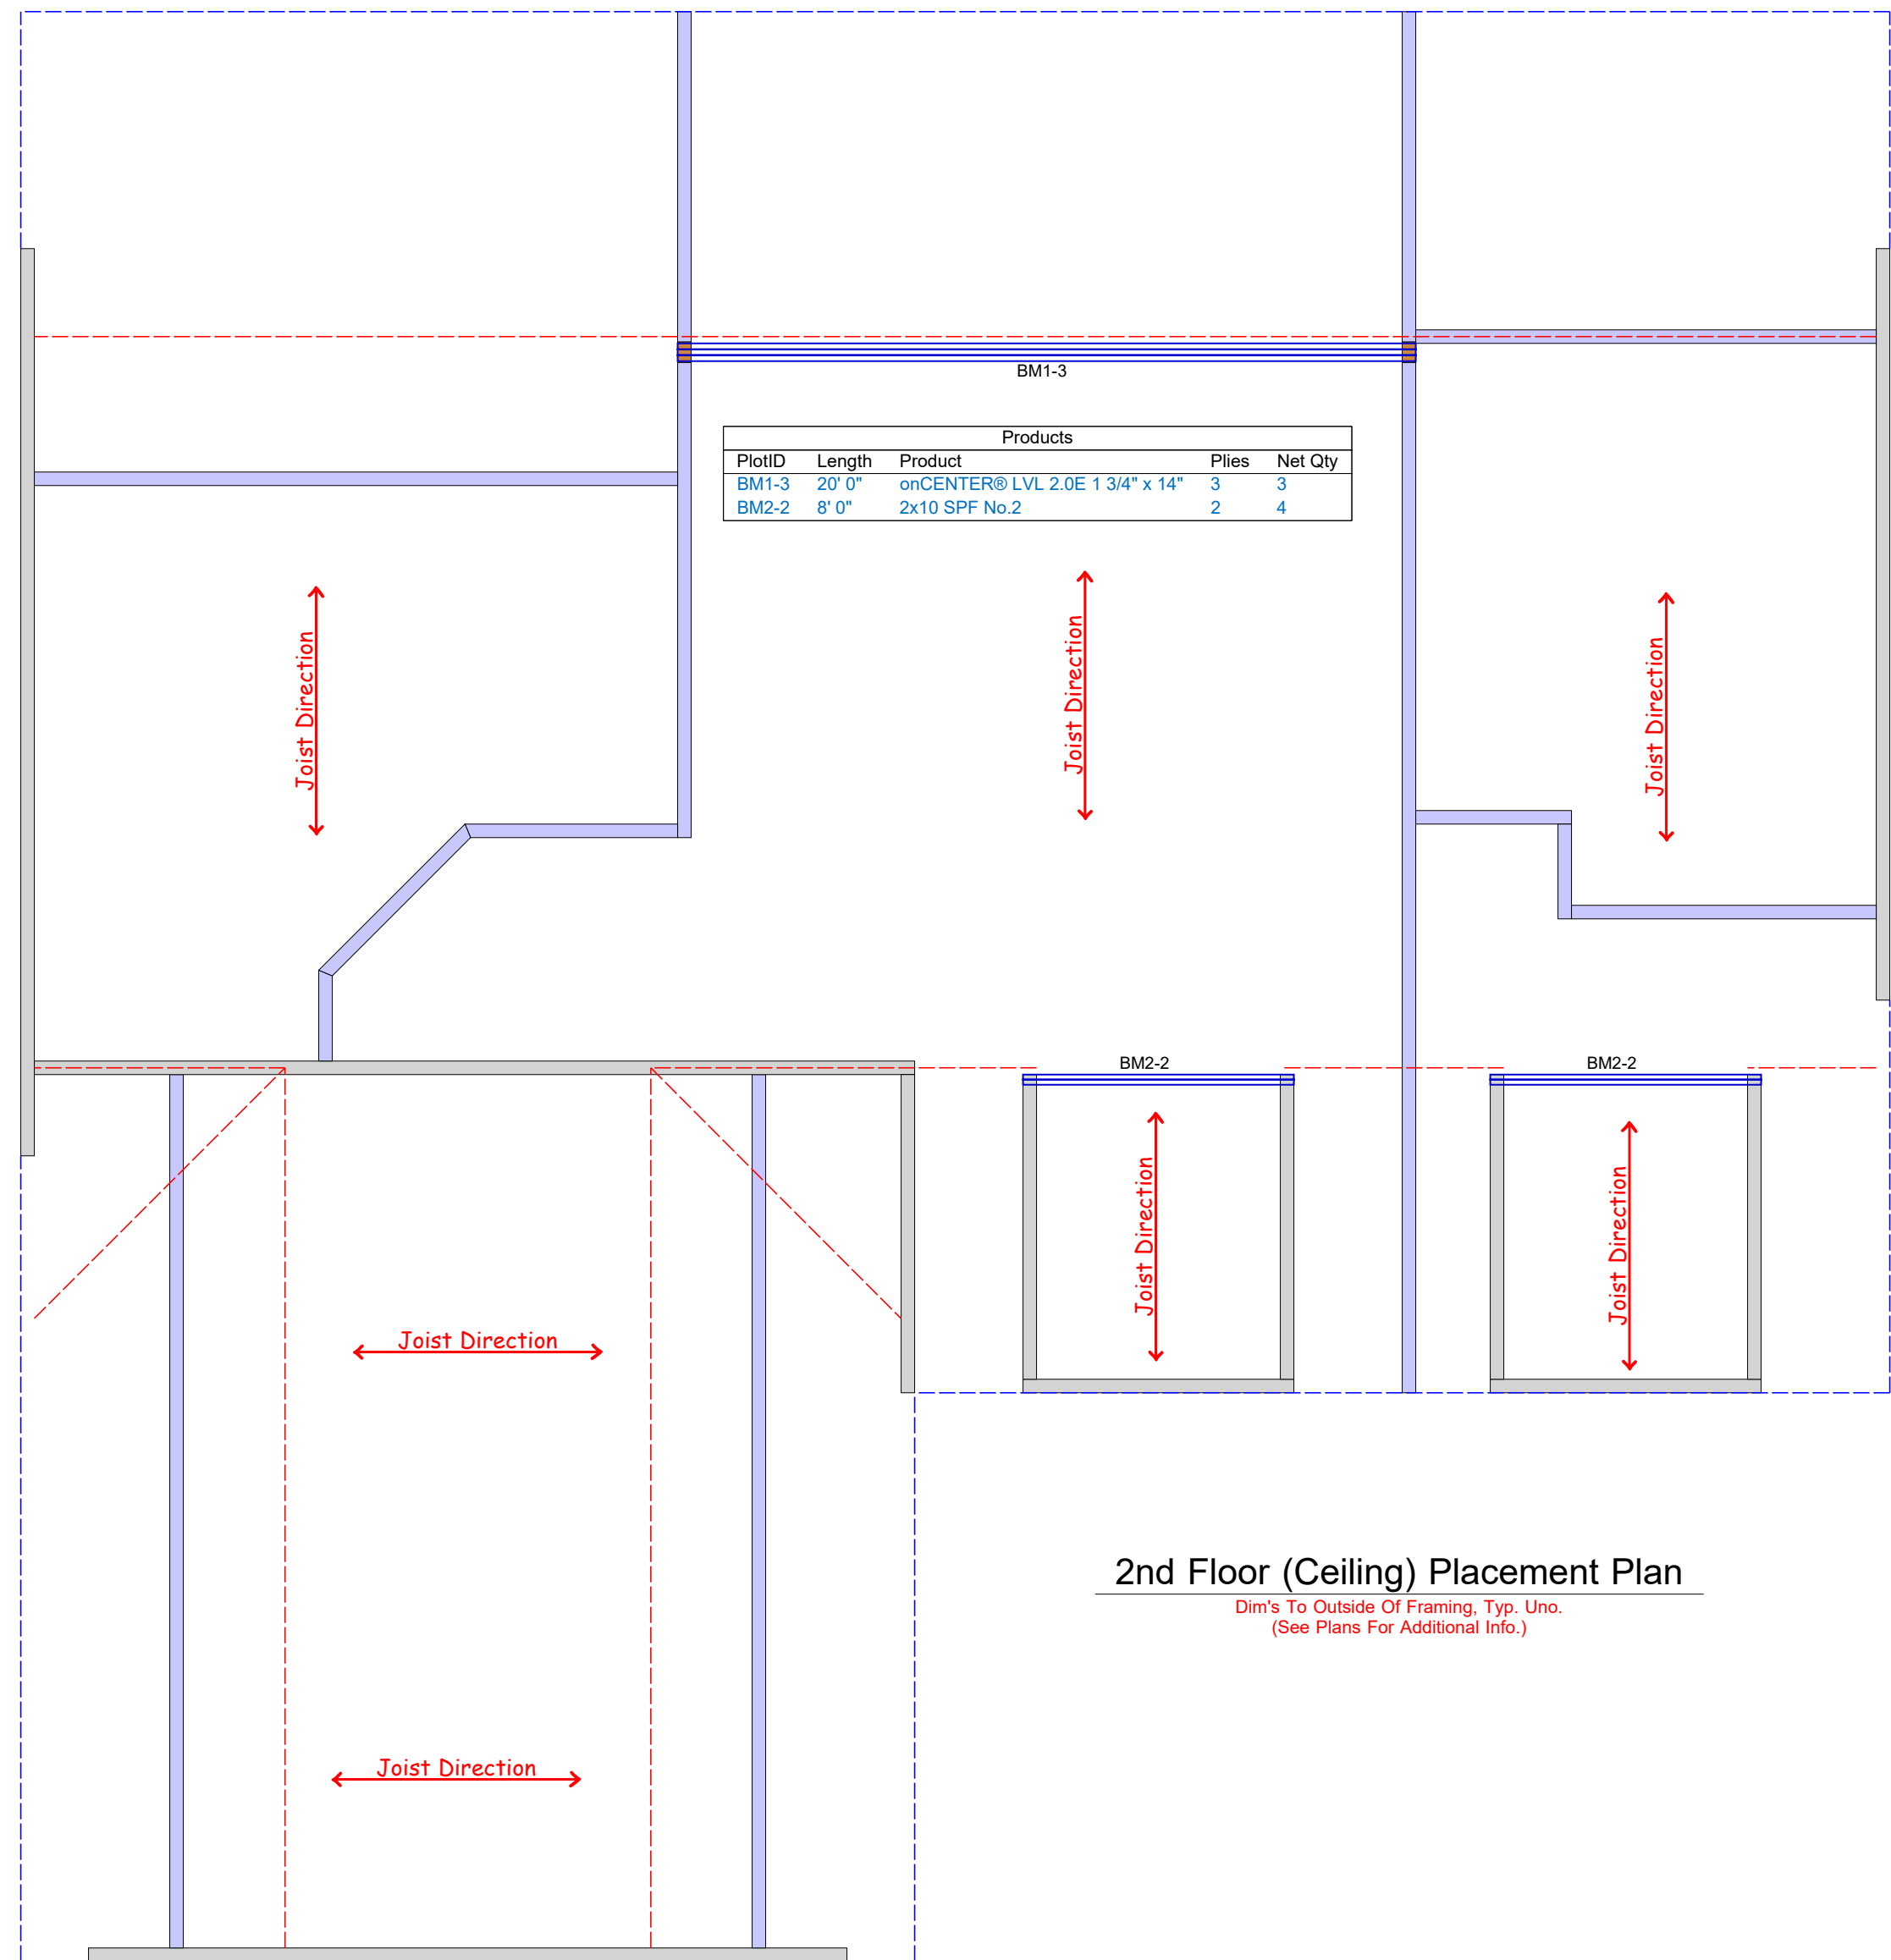 BM1-3
Products
PlotID Length Product Plies Net Qty
BM1-3 20' 0" onCENTER® LVL 2.0E 1 3/4" x 14" 3 3
BM2-2 8' 0" 2x10 SPF No.2 2 4
Joist Direction
Joist Direction
Joist Direction
BM2-2
BM2-2
Joist Direction
Joist Direction
Joist Direction
Joist Direction
2nd Floor (Ceiling) Placement Plan
Dim's To Outside Of Framing, Typ. Uno.
(See Plans For Additional Info.)